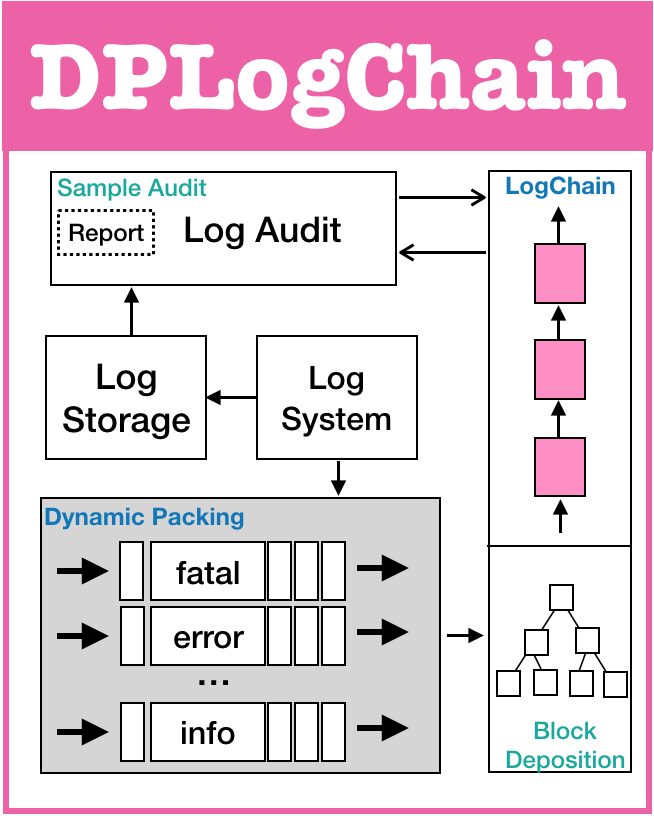 DPLogChain
Sample Audit
Report
Log Audit
LogChain
Log
Storage
Log
System
Dynamic Packing
fatal
error
...
info
Block
Deposition